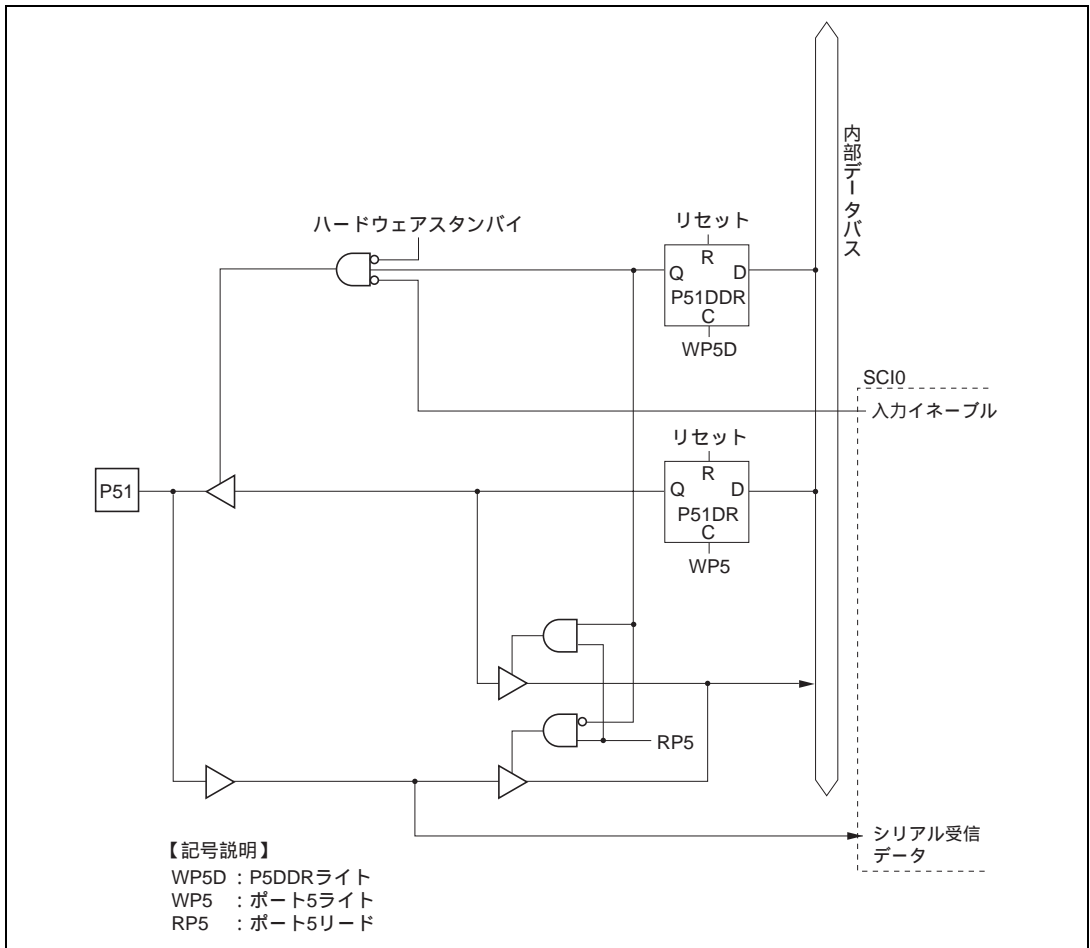 内部データバス
ハードウェアスタンバイ
リセット
R
Q D
P51DDR
C
WP5D
SCI0
入力イネーブル
リセット
R
P51
Q D
P51DR
C
WP5
RP5
シリアル受信
データ
【記号説明】
WP5D : P5DDRライト
WP5 : ポート5ライト
RP5 : ポート5リード